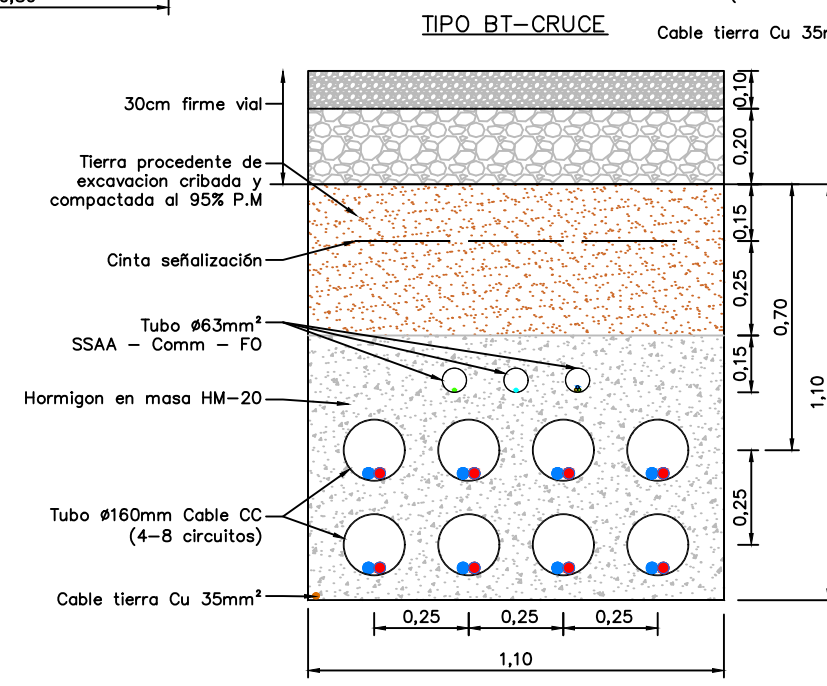 TIPO BT-CRUCE
Cable tierra Cu
30cm firme vial
Tierra procedente de
excavacion cribada y
compactada al 95% P.M
Cinta señalización
Tubo Ø63mm²
SSAA - Comm - FO
Hormigon en masa HM-20
Tubo Ø160mm Cable CC
(4-8 circuitos)
Cable tierra Cu 35mm²
0,10
0,20
0,15
0,25
0,15
0,25
0,70
1,10
0,25
0,25
0,25
1,10